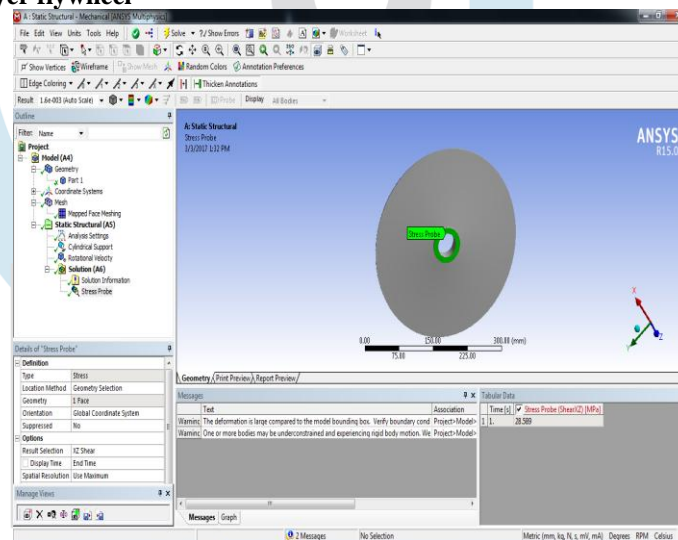 yer flywheel
A : Static Structural - Mechanical [ANSYS Multiphysics]
File Edit View Units Tools Help Solve ?/ Show Errors Worksheet
Show Vertices Wireframe Show Mesh Random Colors Annotation Preferences
Edge Coloring Thicken Annotations
Result 1.6e-003 (Auto Scale) Probe Display All Bodies
Outline
Filter: Name
Project
Model (A4)
Geometry
Part 1
Coordinate Systems
Mesh
Mapped Face Meshing
Static Structural (A5)
Analysis Settings
Cylindrical Support
Rotational Velocity
Solution (A6)
Solution Information
Stress Probe
A: Static Structural
Stress Probe
3/3/2017 1:32 PM
ANSYS
R15.0
Stress Probe
X
Y
Z
0.00 150.00 300.00 (mm)
75.00 225.00
Geometry Print Preview Report Preview
Details of "Stress Probe"
Definition
Type Stress
Location Method Geometry Selection
Geometry 1 Face
Orientation Global Coordinate System
Suppressed No
Options
Result Selection XZ Shear
Display Time End Time
Spatial Resolution Use Maximum
Manage Views
Messages
Text Association
Warning The deformation is large compared to the model bounding box. Verify boundary cond Project>Model>
Warning One or more bodies may be underconstrained and experiencing rigid body motion. We Project>Model>
Messages Graph
Tabular Data
Time [s] Stress Probe (ShearXZ) [MPa]
1 1. 28.589
2 Messages No Selection Metric (mm, kg, N, s, mV, mA) Degrees RPM Celsius